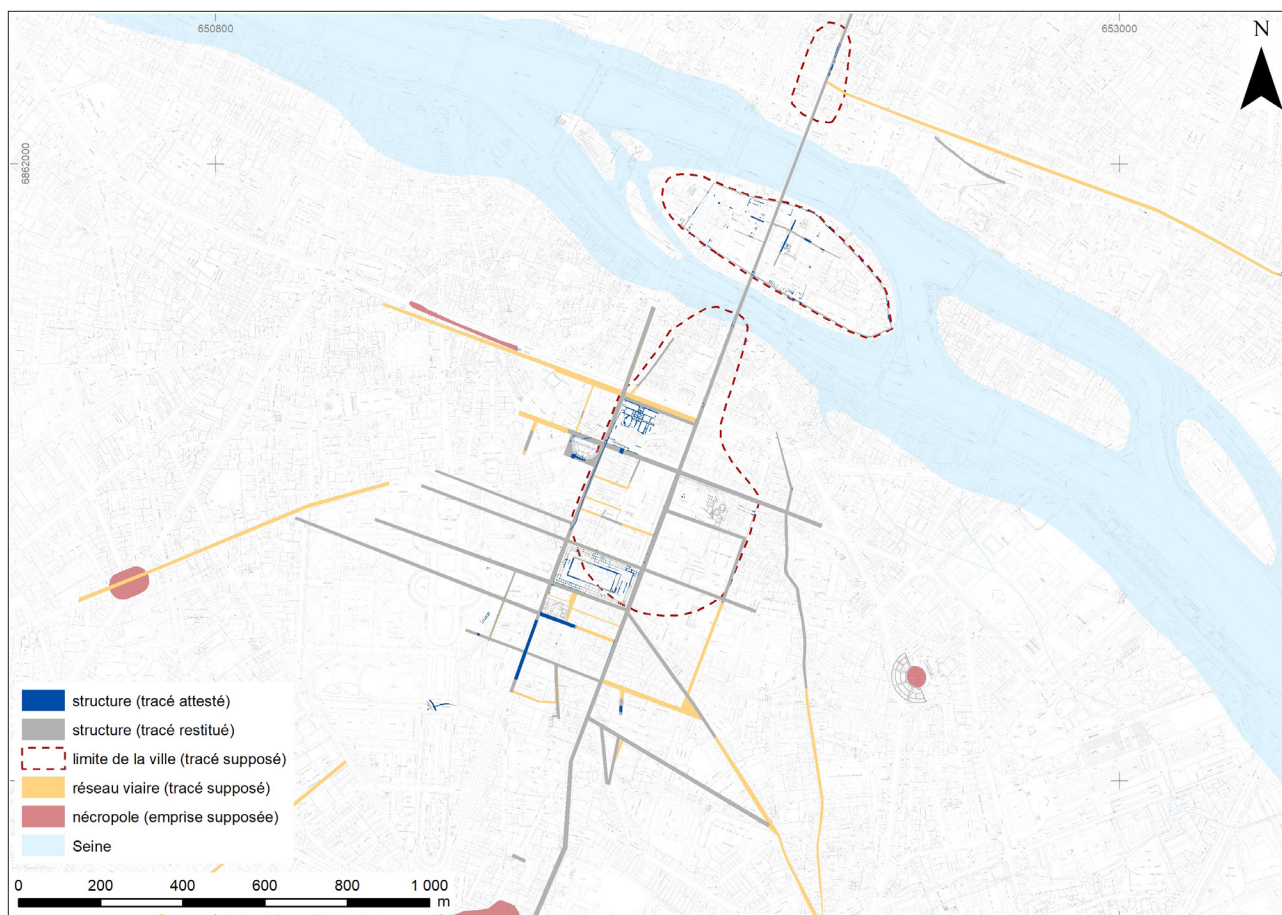 650800
653000
N
6862000
structure (tracé attesté)
structure (tracé restitué)
limite de la ville (tracé supposé)
réseau viaire (tracé supposé)
nécropole (emprise supposée)
Seine
0 200 400 600 800 1 000
m